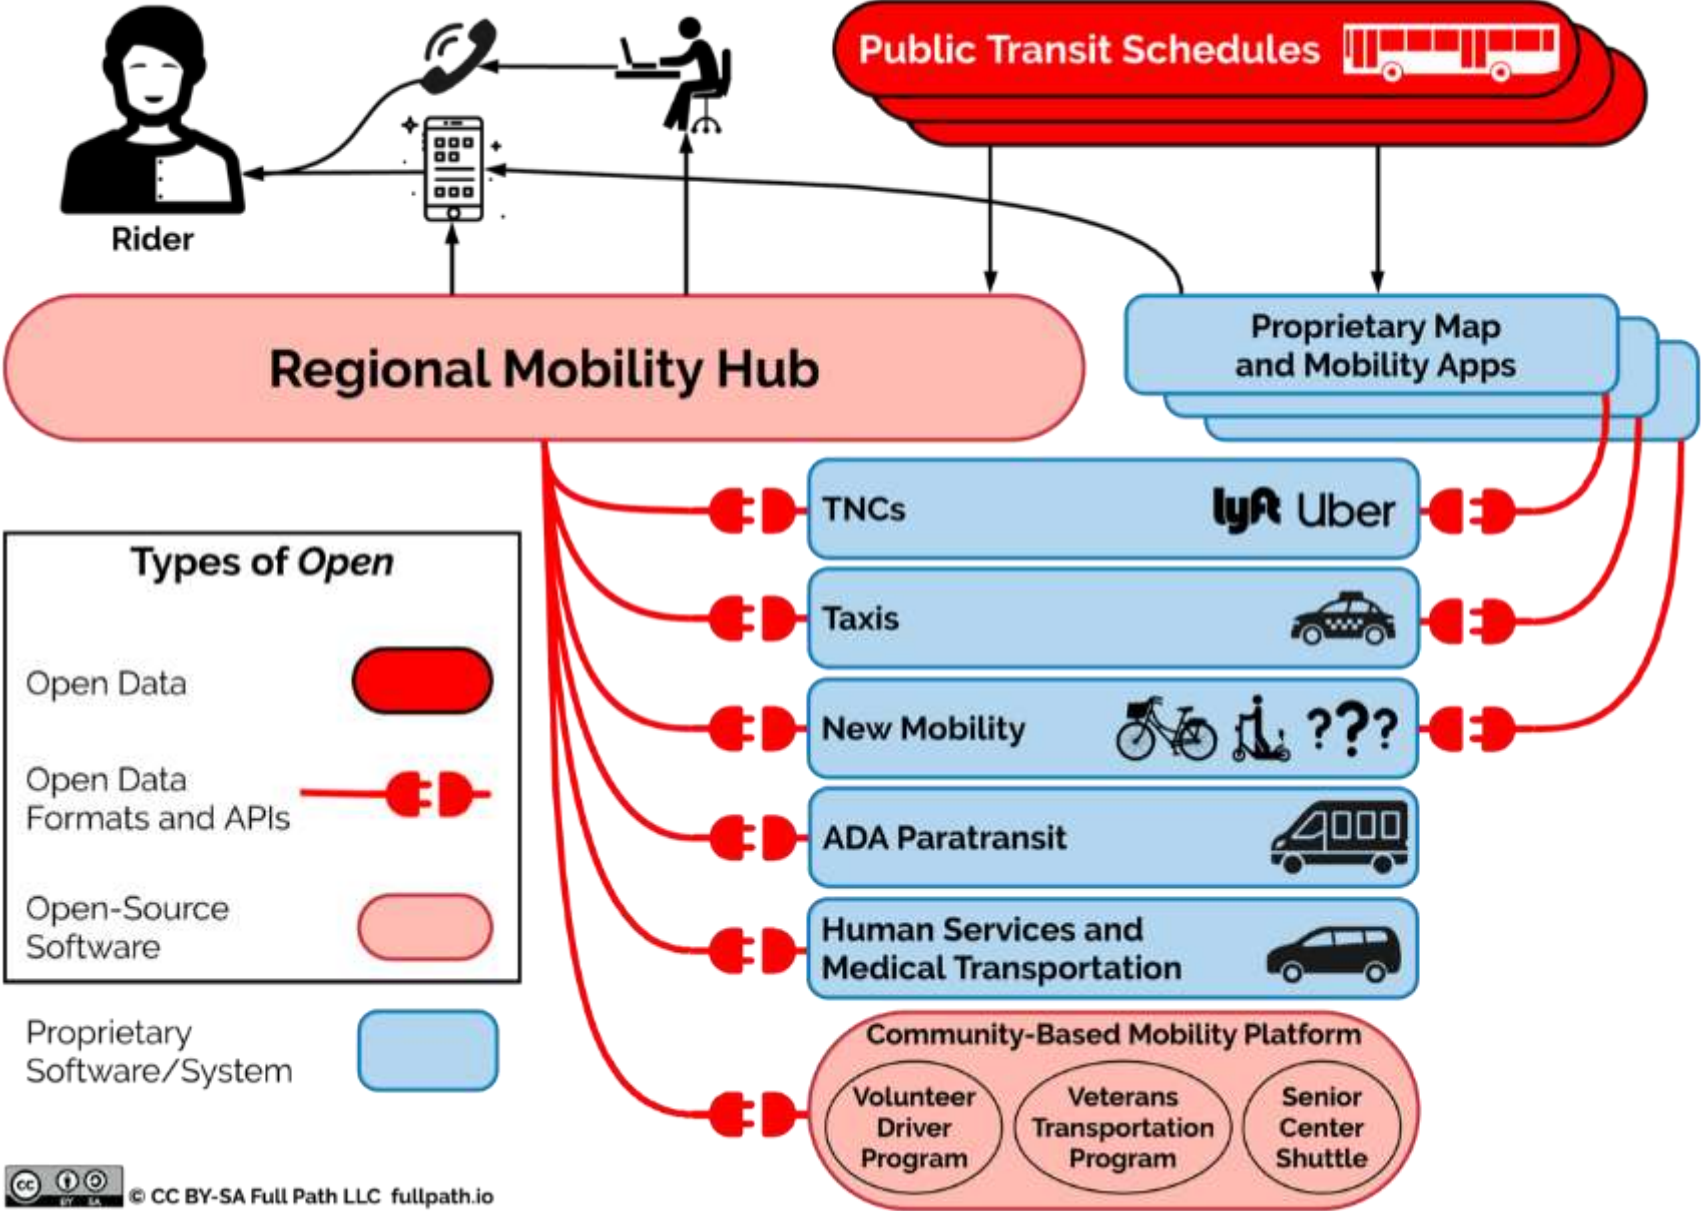 Public Transit Schedules
Rider
Regional Mobility Hub
Proprietary Map
and Mobility Apps
TNCs
lyft Uber
Taxis
New Mobility
???
ADA Paratransit
Human Services and
Medical Transportation
Community-Based Mobility Platform
Volunteer
Driver
Program
Veterans
Transportation
Program
Senior
Center
Shuttle
Types of Open
Open Data
Open Data
Formats and APIs
Open-Source
Software
Proprietary
Software/System
cc
BY SA
© CC BY-SA Full Path LLC fullpath.io